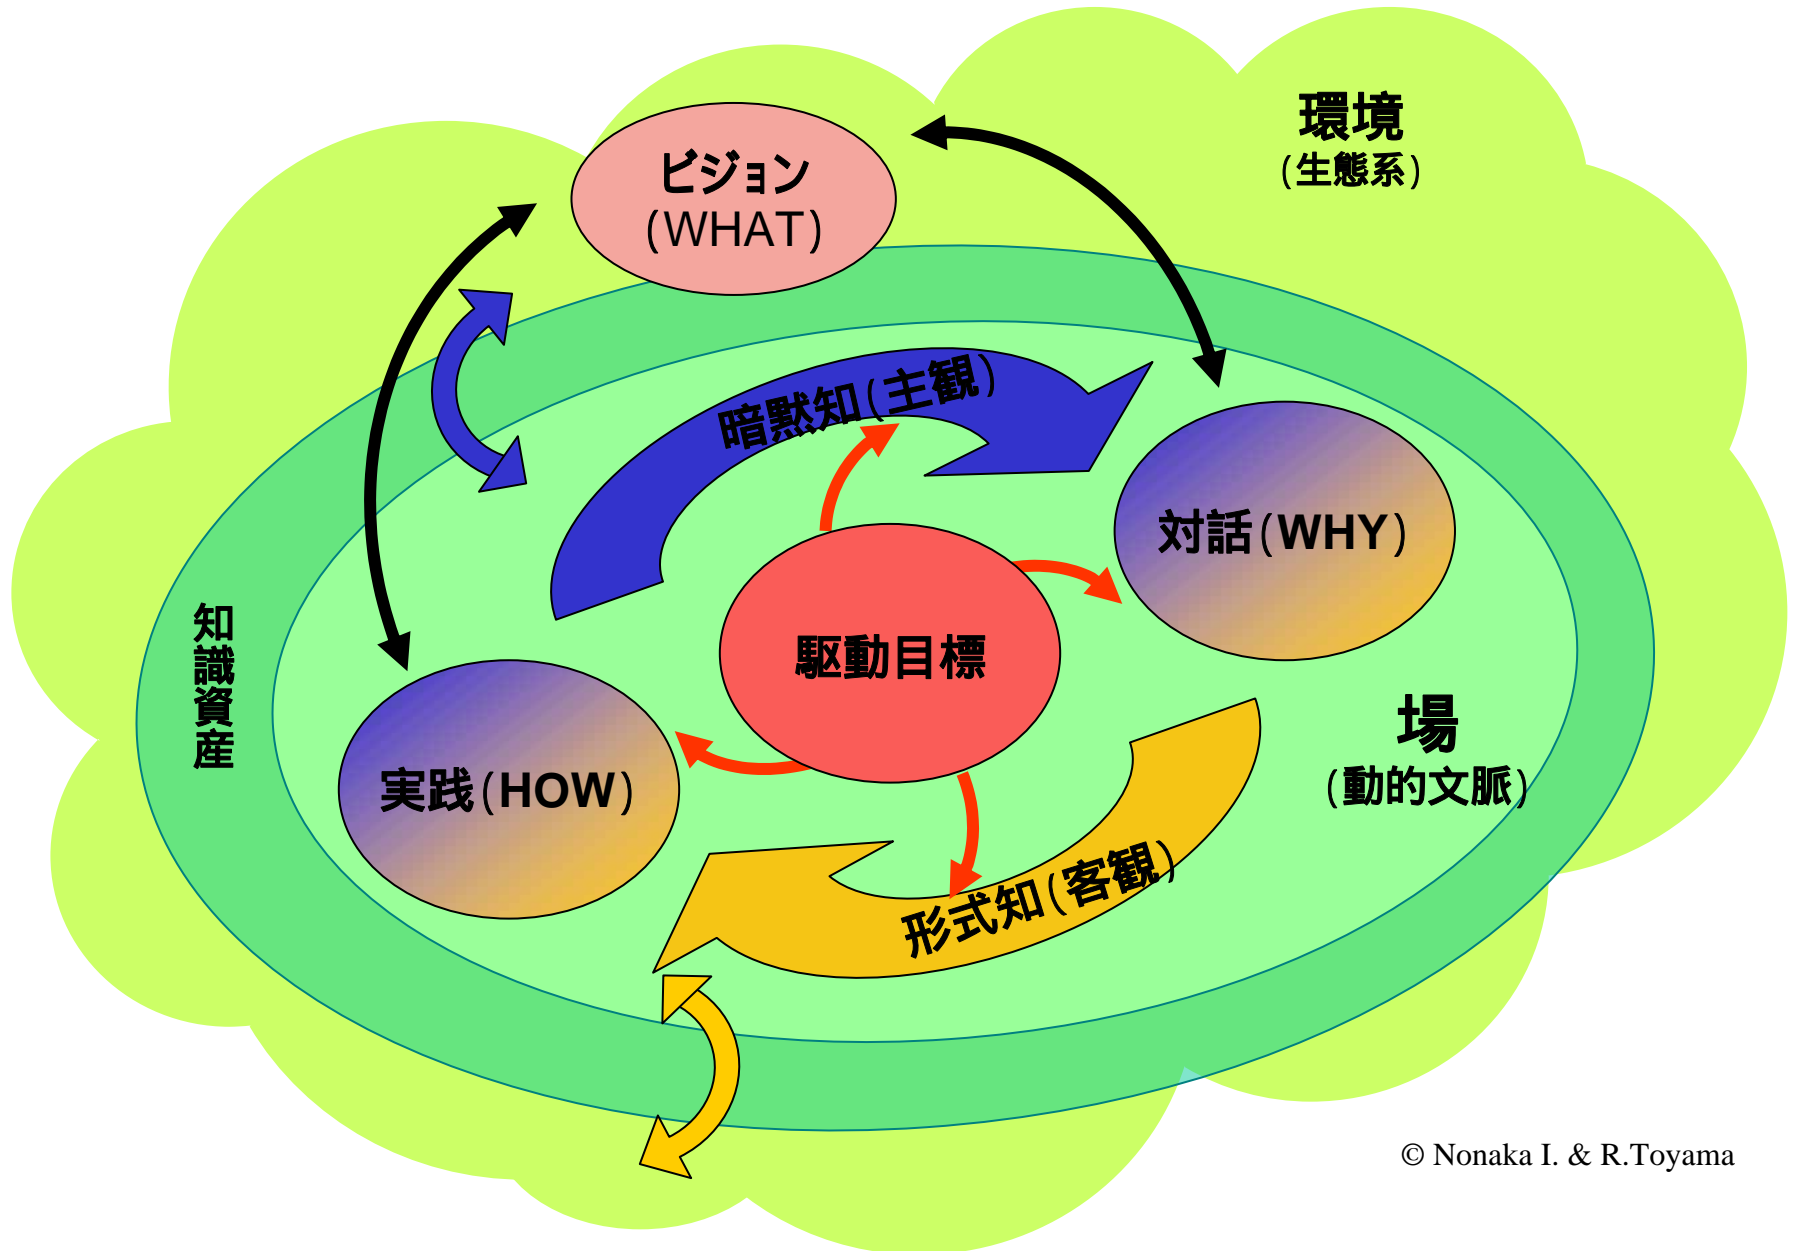 環境
(生態系)
ビジョン
(WHAT)
暗黙知(主観)
対話(WHY)
駆動目標
知識資産
場
(動的文脈)
実践(HOW)
形式知(客観)
© Nonaka I. & R.Toyama